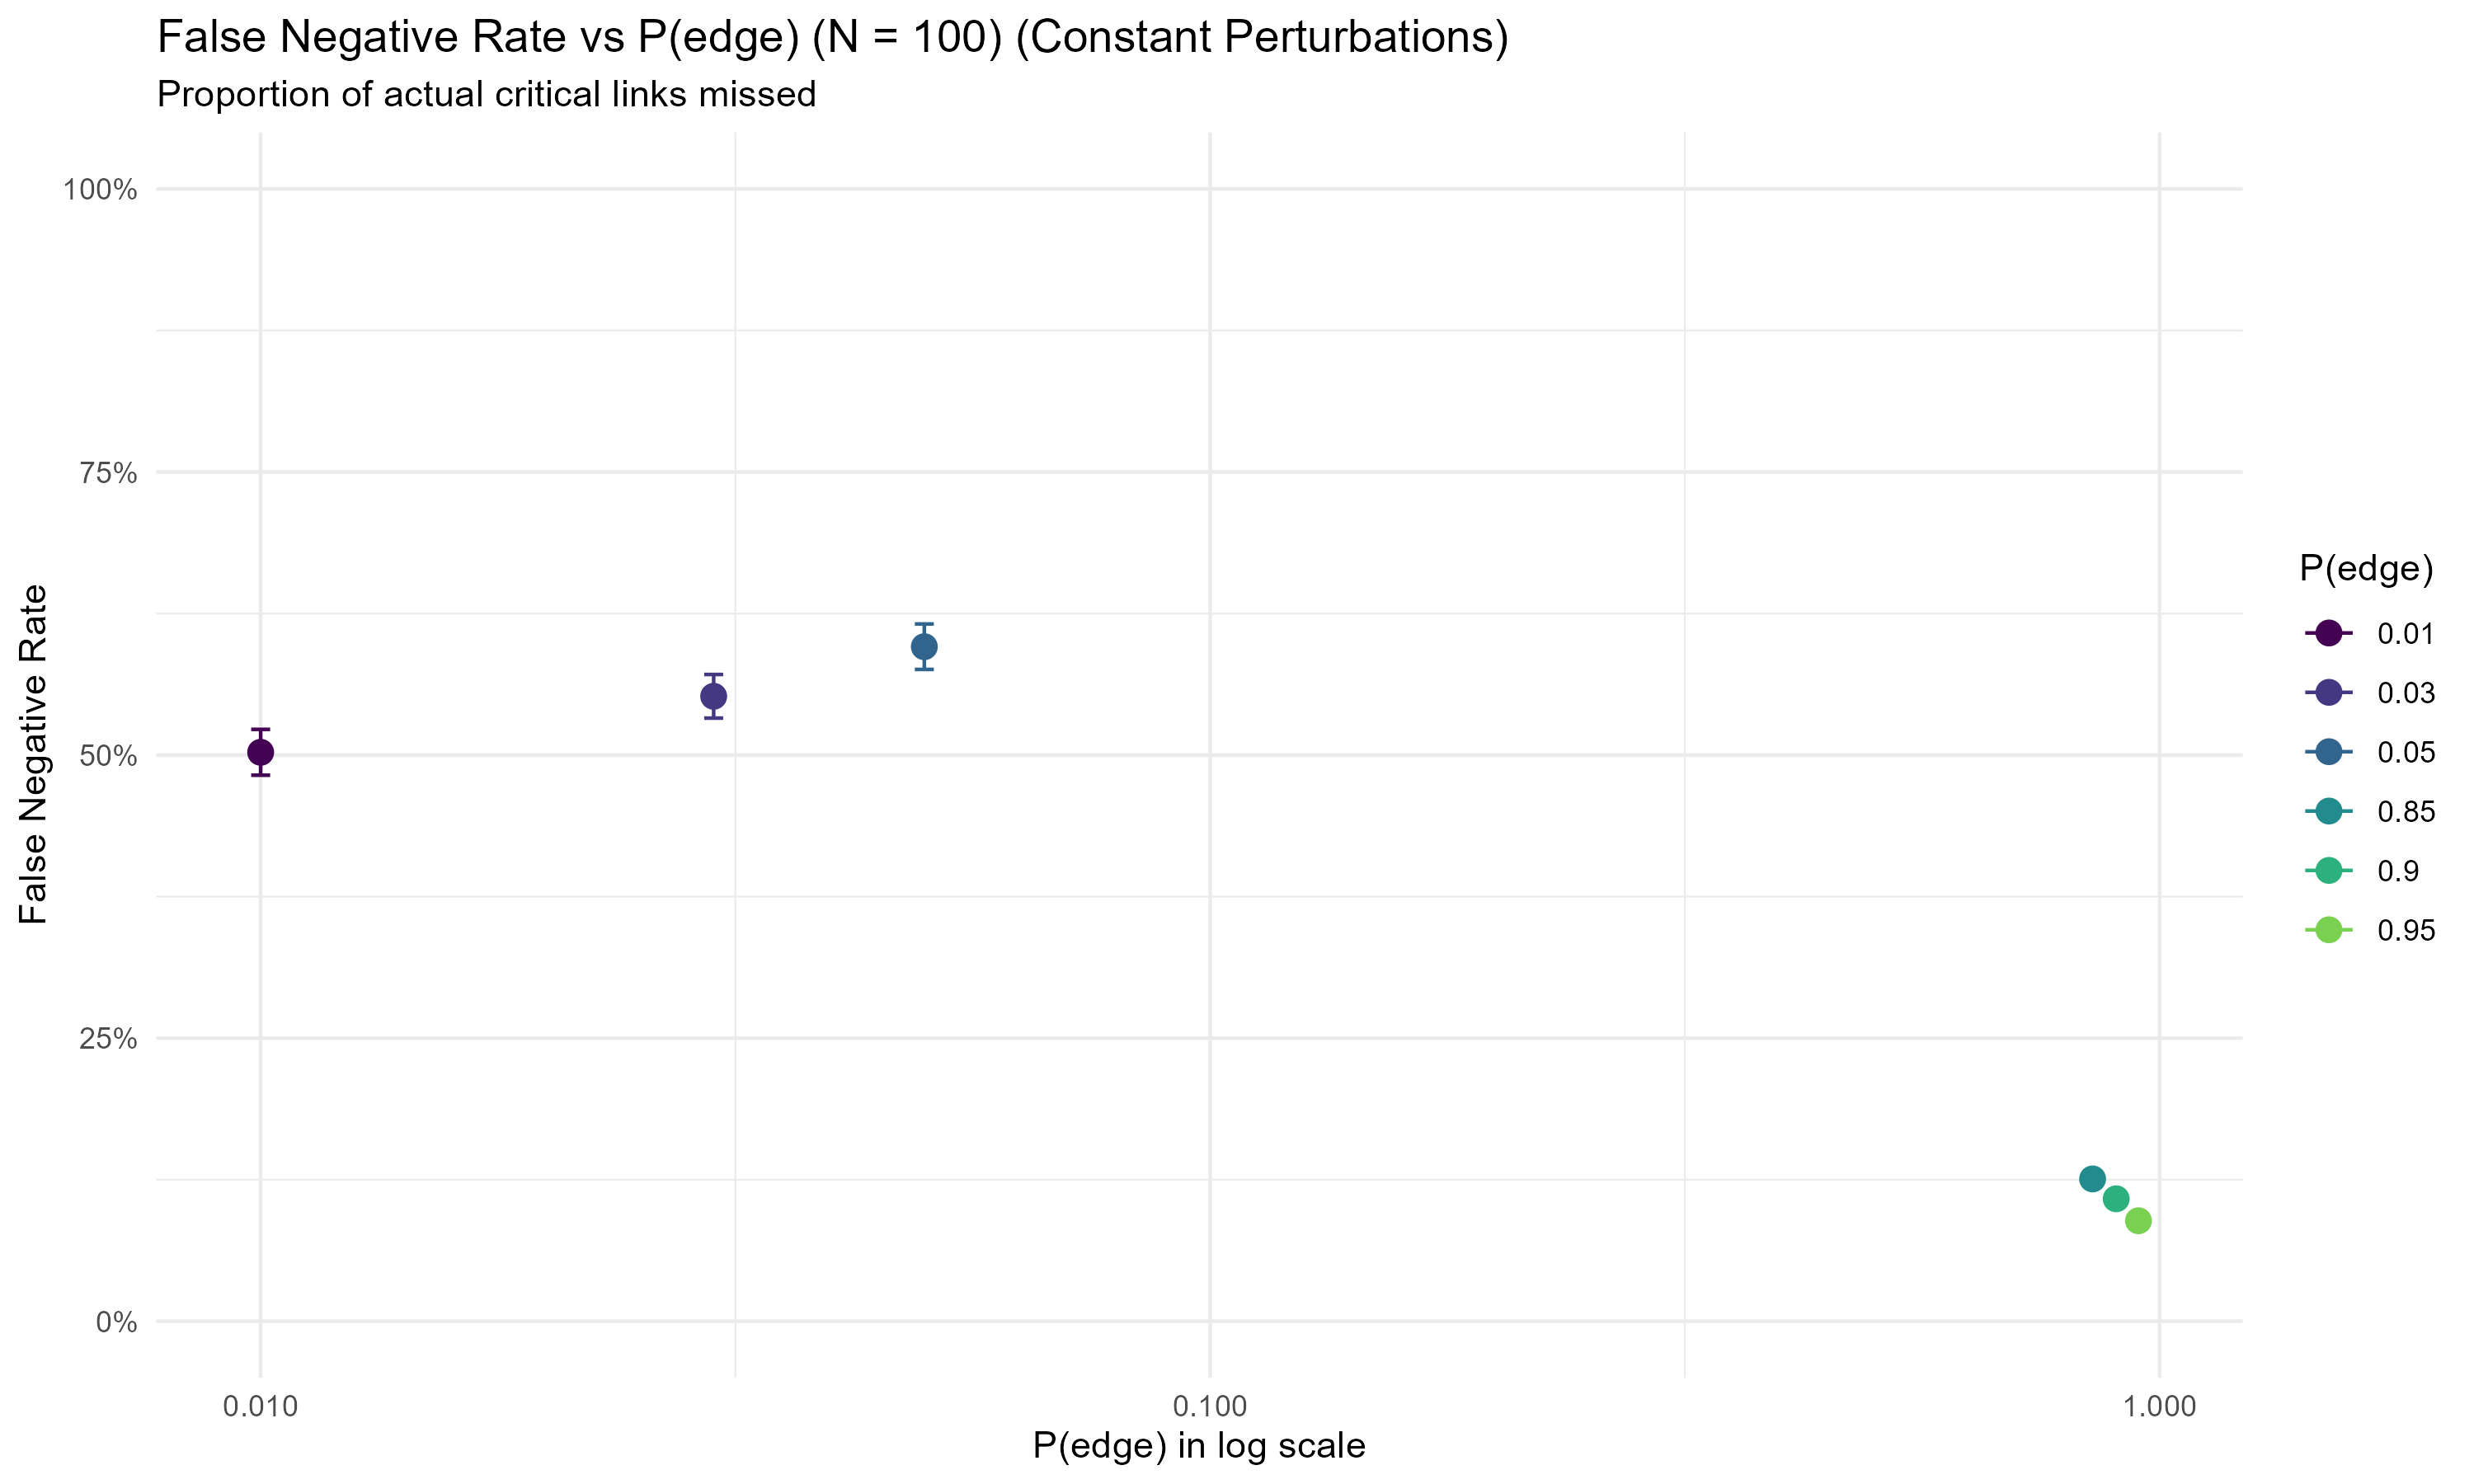 False Negative Rate vs P(edge) (N = 100) (Constant Perturbations)
Proportion of actual critical links missed
100%
75%
50%
25%
0%
False Negative Rate
0.010
0.100
1.000
P(edge) in log scale
P(edge)
0.01
0.03
0.05
0.85
0.9
0.95